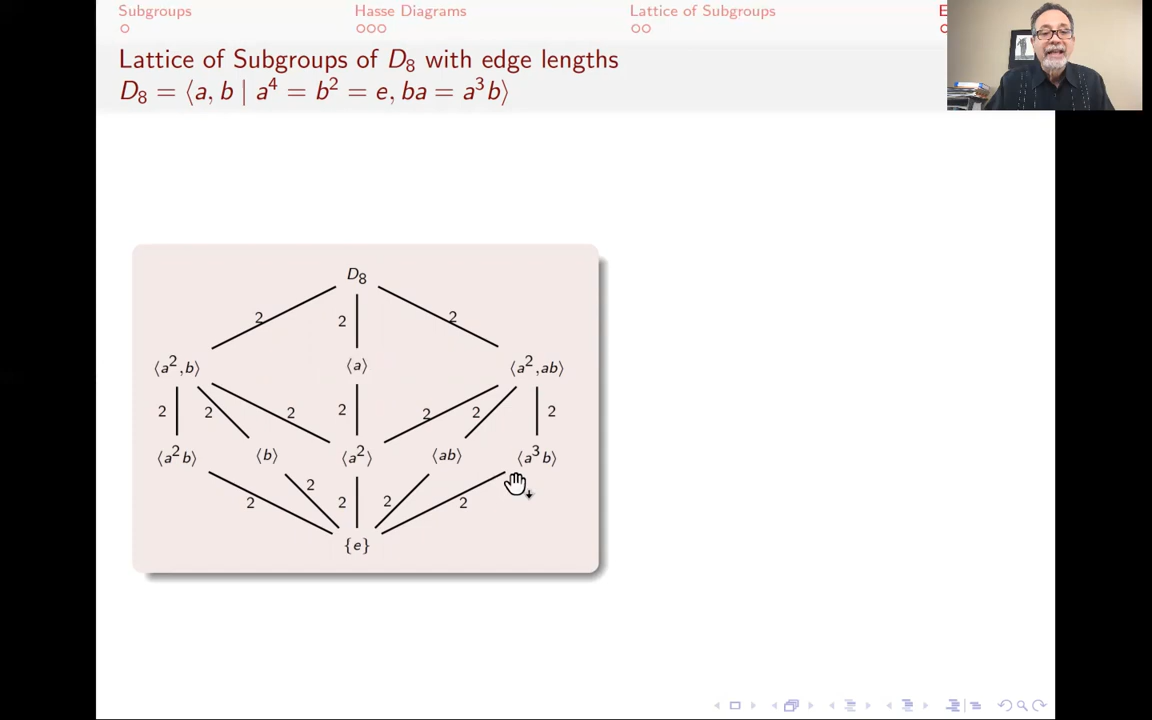 Subgroups Hasse Diagrams Lattice of Subgroups E
Lattice of Subgroups of D₈ with edge lengths
D₈ = ⟨a, b | a⁴ = b² = e, ba = a³b⟩
D₈
2 2 2
⟨a²,b⟩ ⟨a⟩ ⟨a²,ab⟩
2 2 2 2 2 2 2
⟨a²b⟩ ⟨b⟩ ⟨a²⟩ ⟨ab⟩ ⟨a³b⟩
2 2 2 2 2
{e}